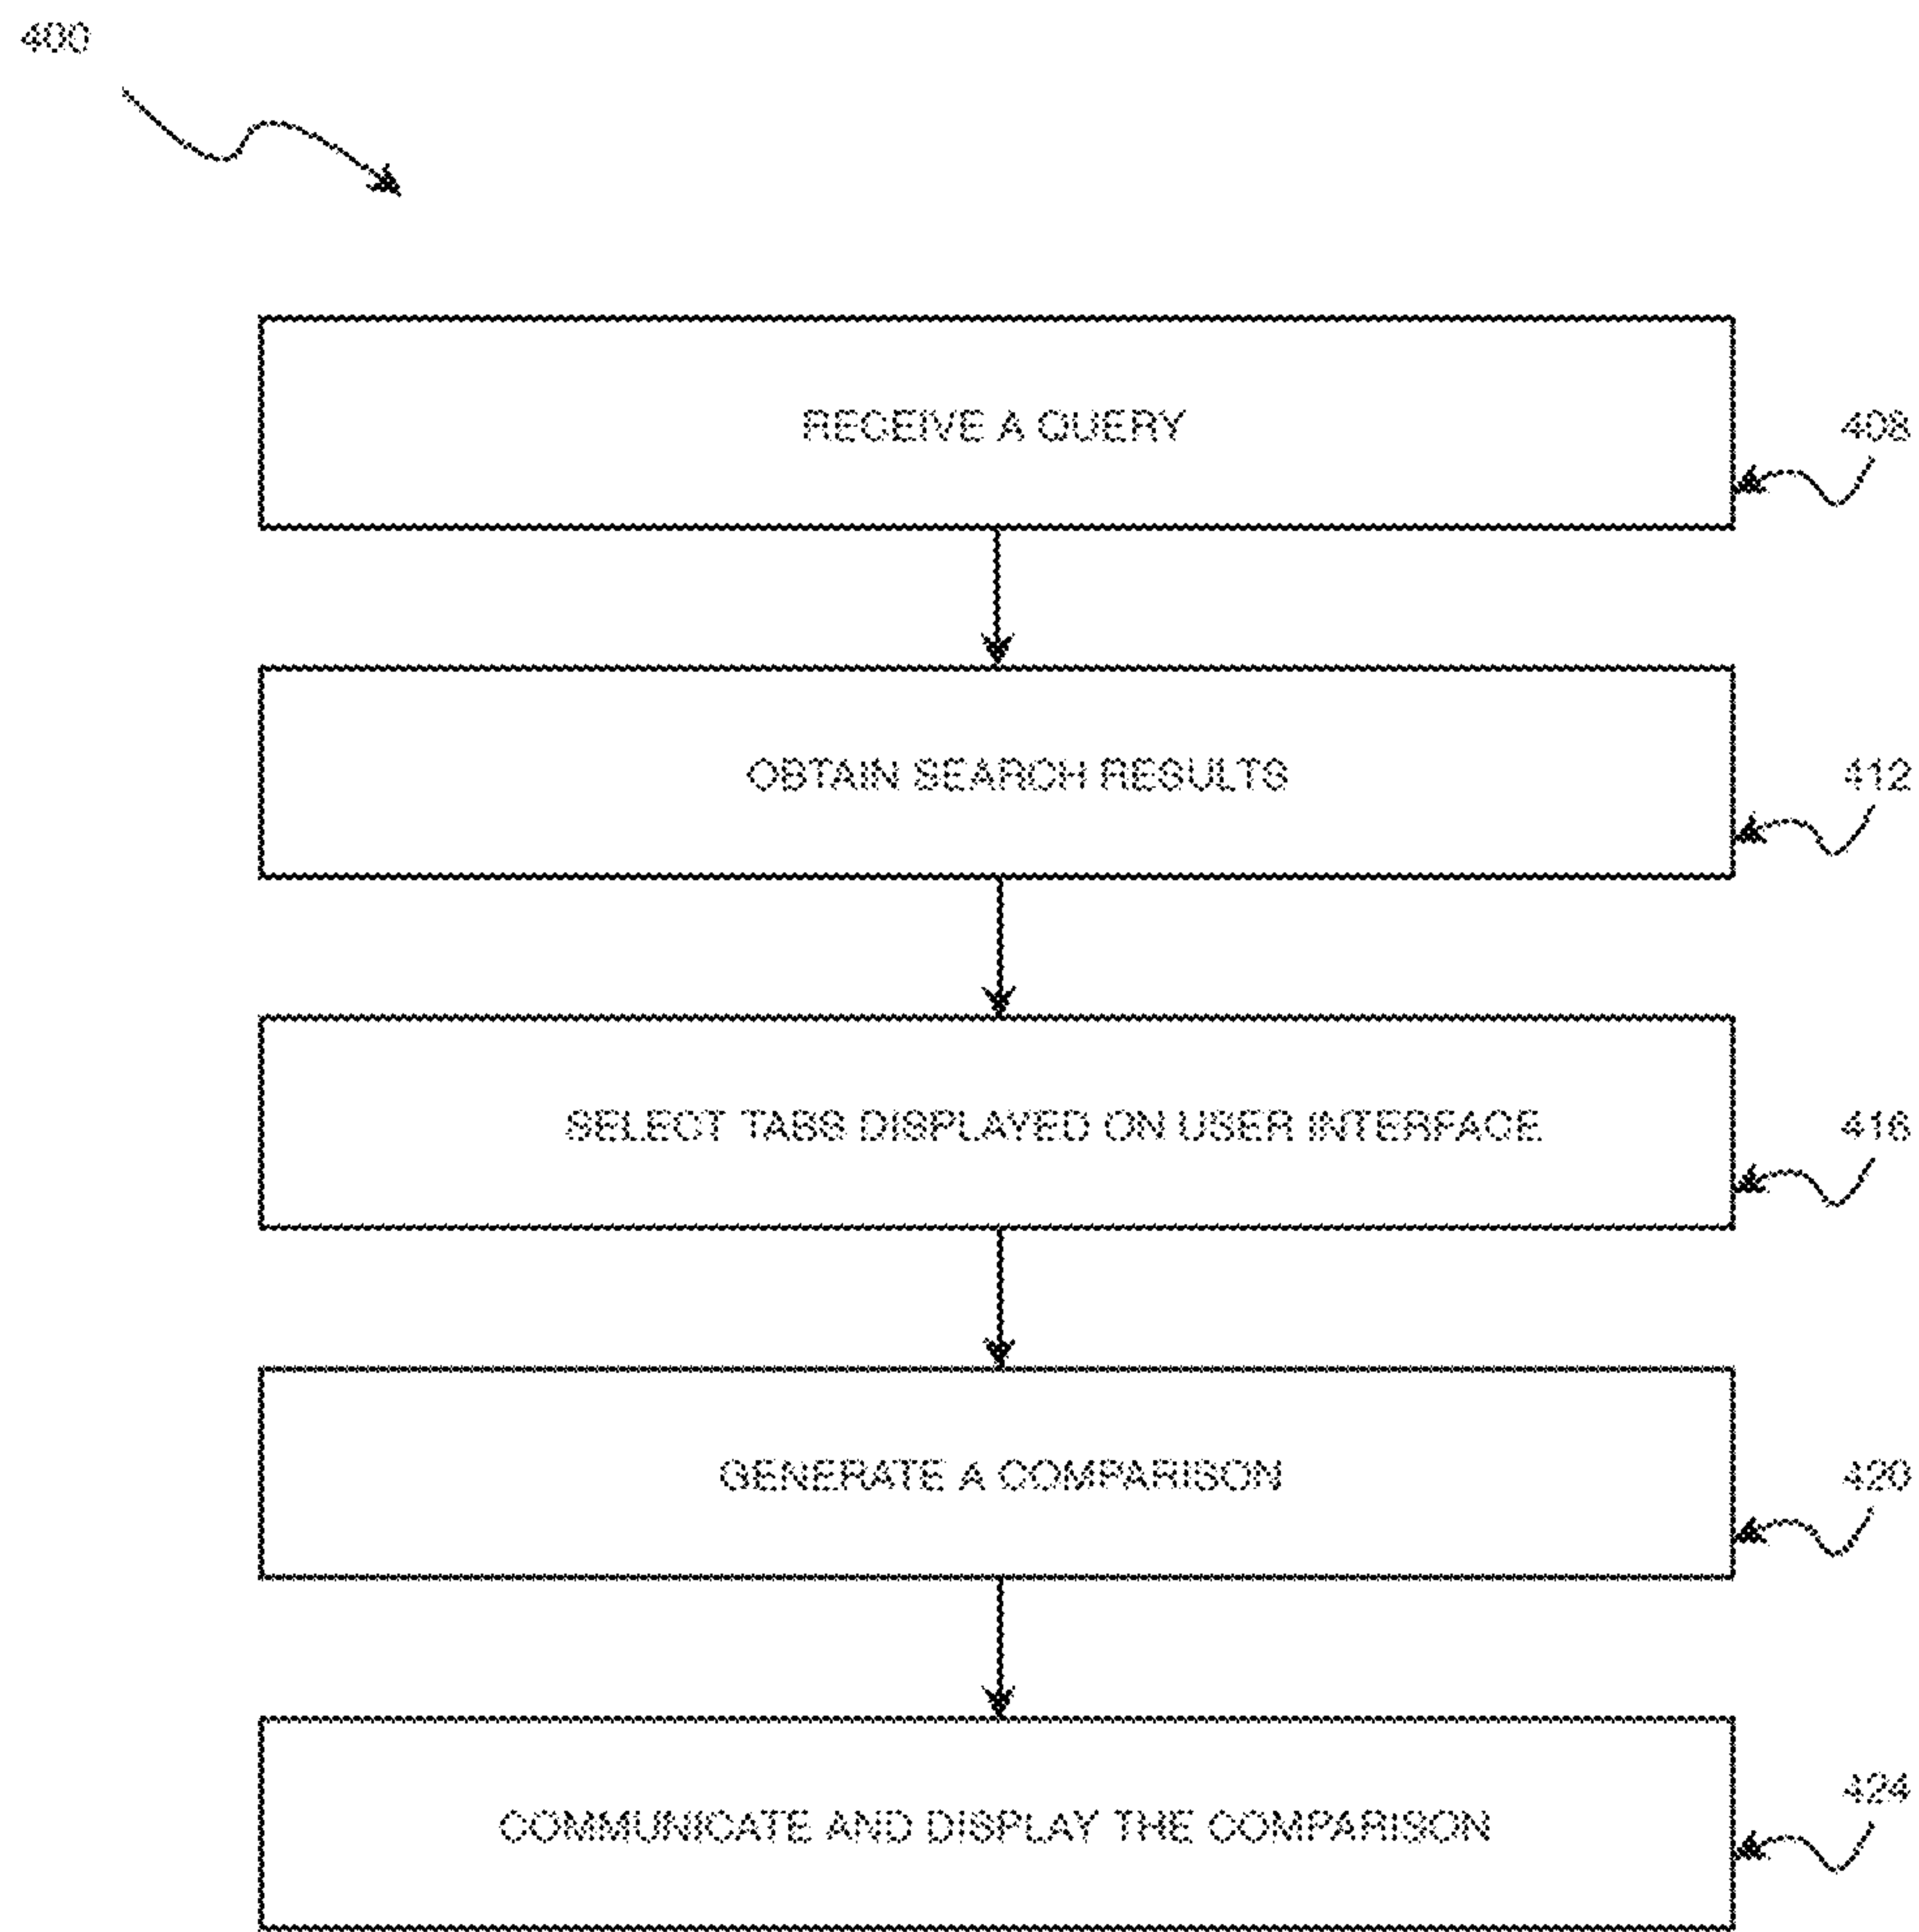 400
RECEIVE A QUERY
408
OBTAIN SEARCH RESULTS
412
SELECT TABS DISPLAYED ON USER INTERFACE
416
GENERATE A COMPARISON
420
COMMUNICATE AND DISPLAY THE COMPARISON
424